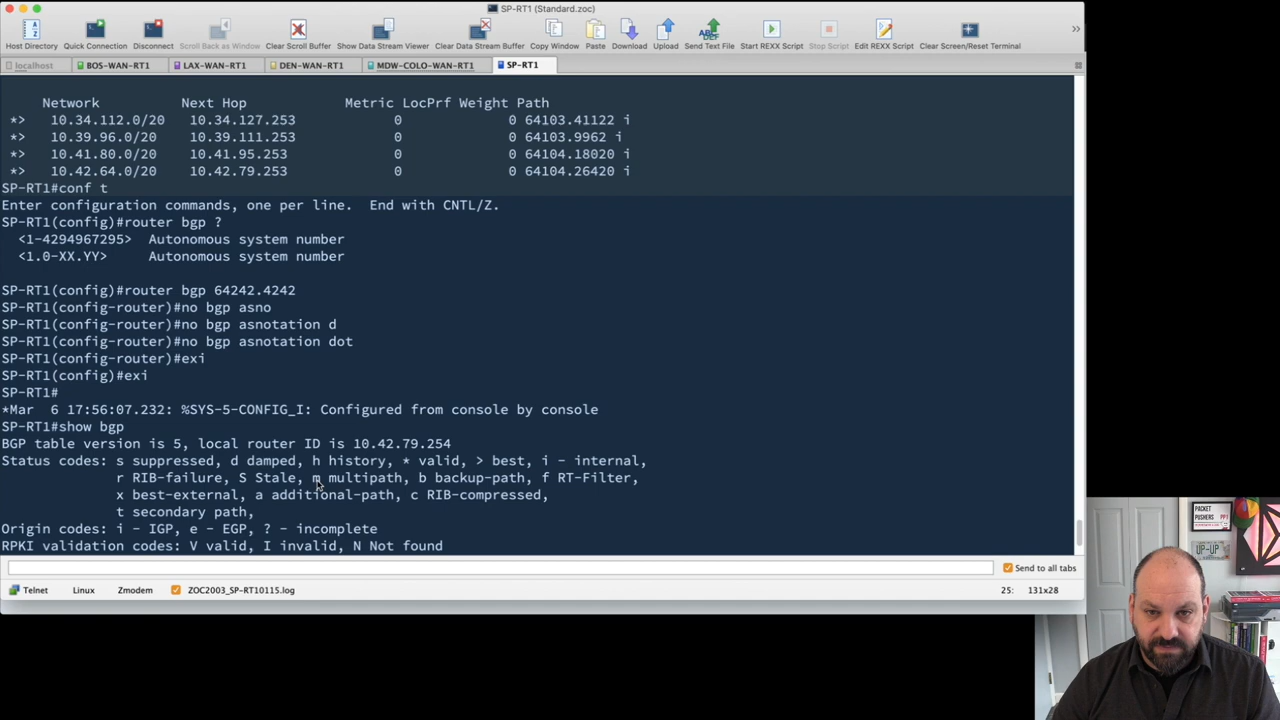 SP-RT1 (Standard.zoc)
Host Directory Quick Connection Disconnect Scroll Back as Window Clear Scroll Buffer Show Data Stream Viewer Clear Data Stream Buffer Copy Window Paste Download Upload Send Text File Start REXX Script Stop Script Edit REXX Script Clear Screen/Reset Terminal
ABC
localhost BOS-WAN-RT1 LAX-WAN-RT1 DEN-WAN-RT1 MDW-COLO-WAN-RT1 SP-RT1
Network Next Hop Metric LocPrf Weight Path
*> 10.34.112.0/20 10.34.127.253 0 0 64103.41122 i
*> 10.39.96.0/20 10.39.111.253 0 0 64103.9962 i
*> 10.41.80.0/20 10.41.95.253 0 0 64104.18020 i
*> 10.42.64.0/20 10.42.79.253 0 0 64104.26420 i
SP-RT1#conf t
Enter configuration commands, one per line. End with CNTL/Z.
SP-RT1(config)#router bgp ?
<1-4294967295> Autonomous system number
<1.0-XX.YY> Autonomous system number
SP-RT1(config)#router bgp 64242.4242
SP-RT1(config-router)#no bgp asno
SP-RT1(config-router)#no bgp asnotation d
SP-RT1(config-router)#no bgp asnotation dot
SP-RT1(config-router)#exi
SP-RT1(config)#exi
SP-RT1#
*Mar 6 17:56:07.232: %SYS-5-CONFIG_I: Configured from console by console
SP-RT1#show bgp
BGP table version is 5, local router ID is 10.42.79.254
Status codes: s suppressed, d damped, h history, * valid, > best, i - internal,
r RIB-failure, S Stale, m multipath, b backup-path, f RT-Filter,
x best-external, a additional-path, c RIB-compressed,
t secondary path,
Origin codes: i - IGP, e - EGP, ? - incomplete
RPKI validation codes: V valid, I invalid, N Not found
Send to all tabs
Telnet Linux Zmodem ZOC2003_SP-RT10115.log 25: 131x28
PACKET PUSHERS
UP-UP